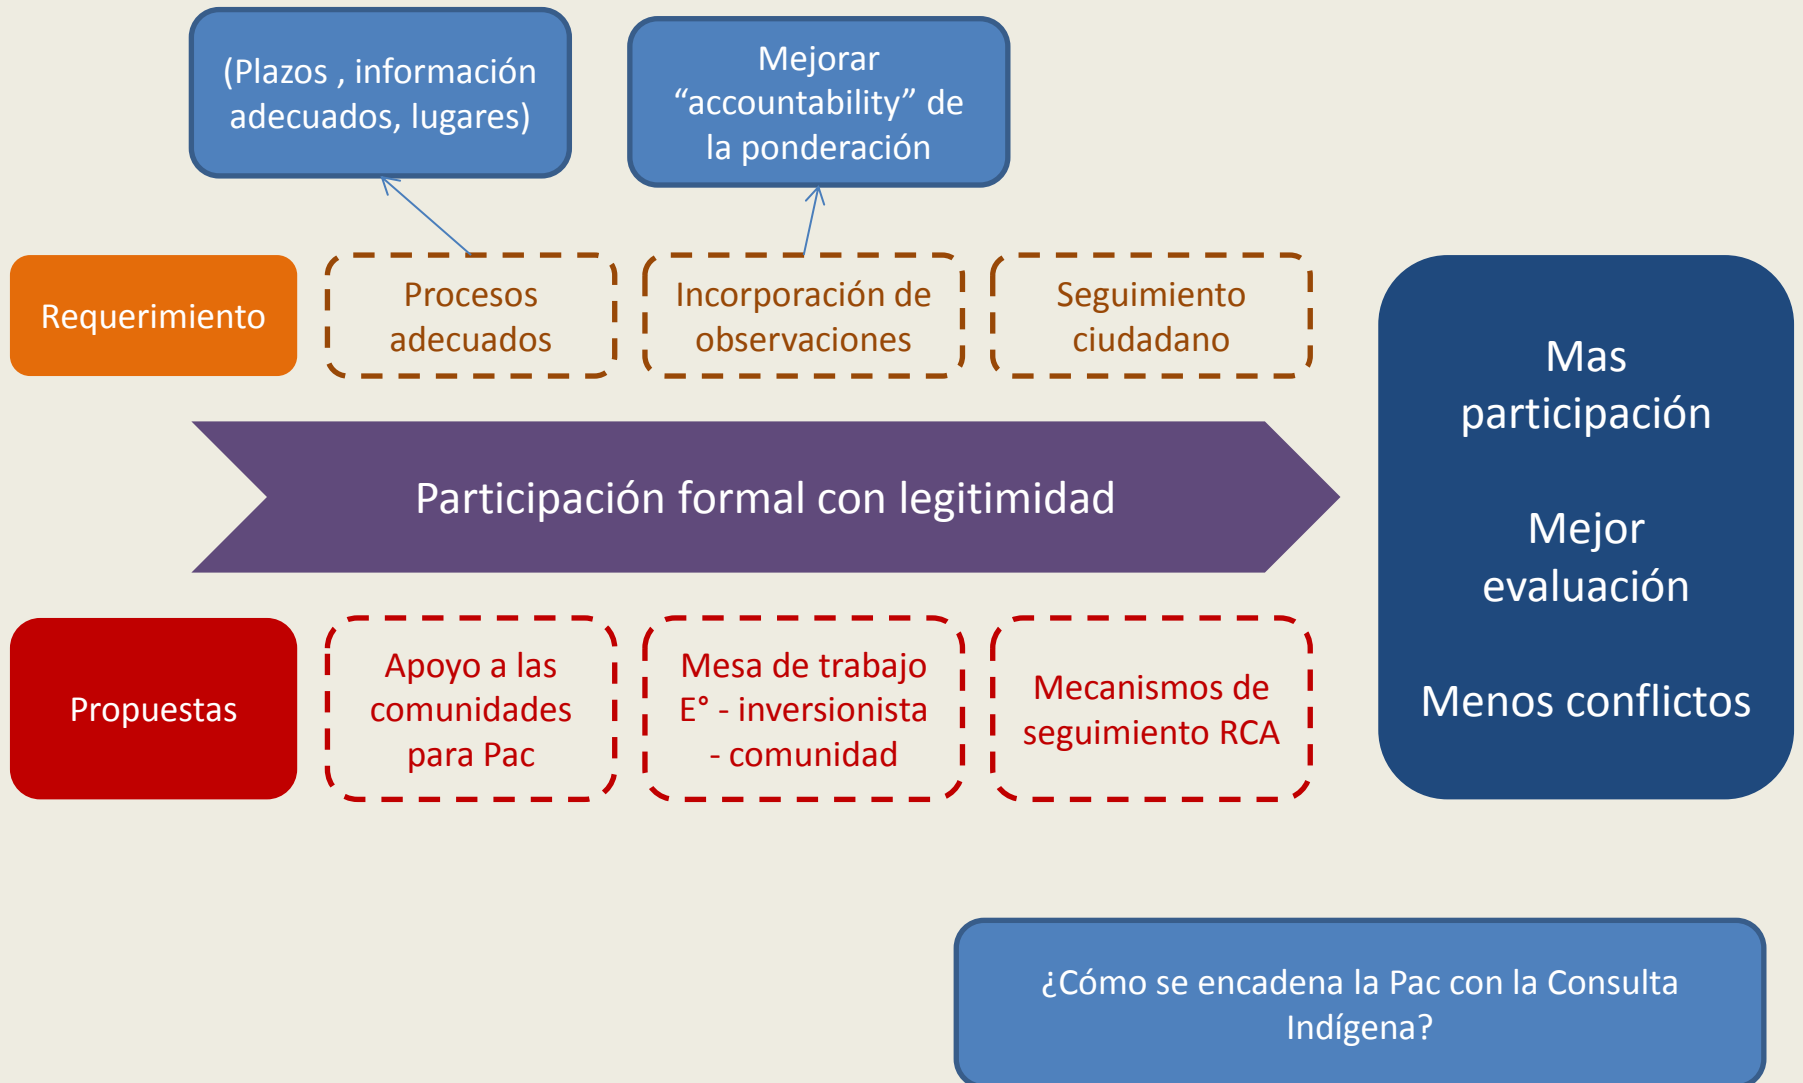 (Plazos , información
adecuados, lugares)
Mejorar
“accountability” de
la ponderación
Requerimiento
Procesos
adecuados
Incorporación de
observaciones
Seguimiento
ciudadano
Participación formal con legitimidad
Propuestas
Apoyo a las
comunidades
para Pac
Mesa de trabajo
E° - inversionista
- comunidad
Mecanismos de
seguimiento RCA
Mas
participación
Mejor
evaluación
Menos conflictos
¿Cómo se encadena la Pac con la Consulta
Indígena?